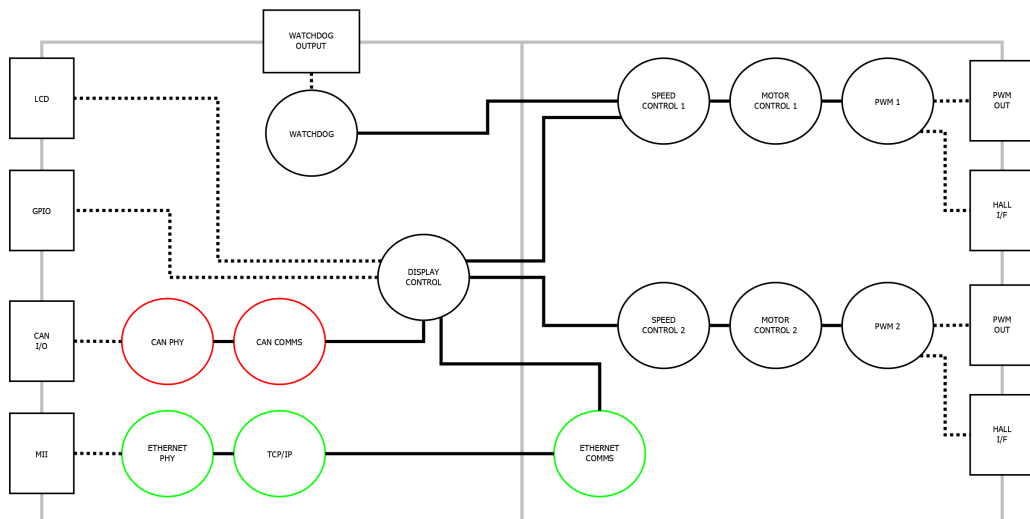 WATCHDOG
OUTPUT
LCD
SPEED
CONTROL 1
MOTOR
CONTROL 1
PWM 1
PWM
OUT
WATCHDOG
GPIO
HALL
I/F
DISPLAY
CONTROL
CAN
I/O
CAN PHY
CAN COMMS
SPEED
CONTROL 2
MOTOR
CONTROL 2
PWM 2
PWM
OUT
MII
ETHERNET
PHY
TCP/IP
ETHERNET
COMMS
HALL
I/F